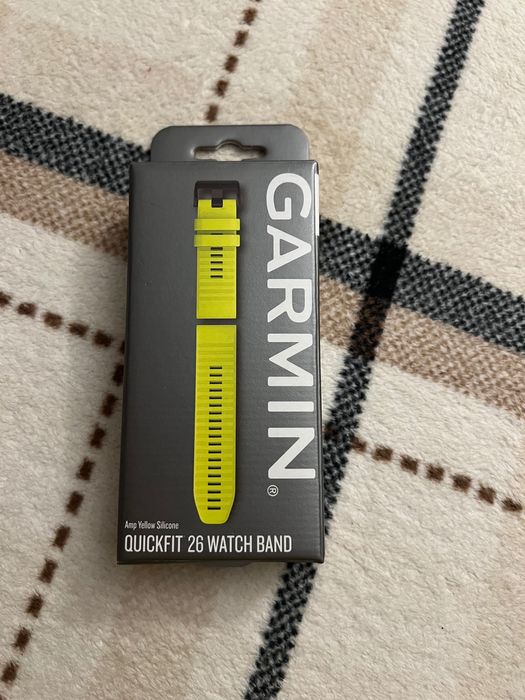 GARMIN®
Amp Yellow Silicone
QUICKFIT 26 WATCH BAND